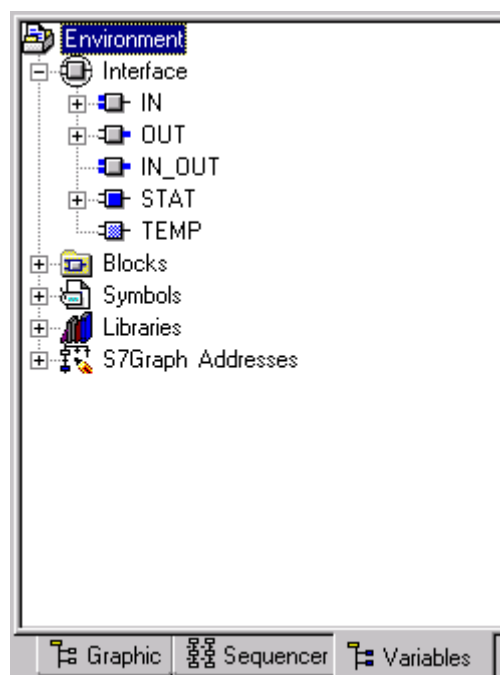 Environment
Interface
IN
OUT
IN_OUT
STAT
TEMP
Blocks
Symbols
Libraries
S7Graph Addresses
Graphic Sequencer Variables